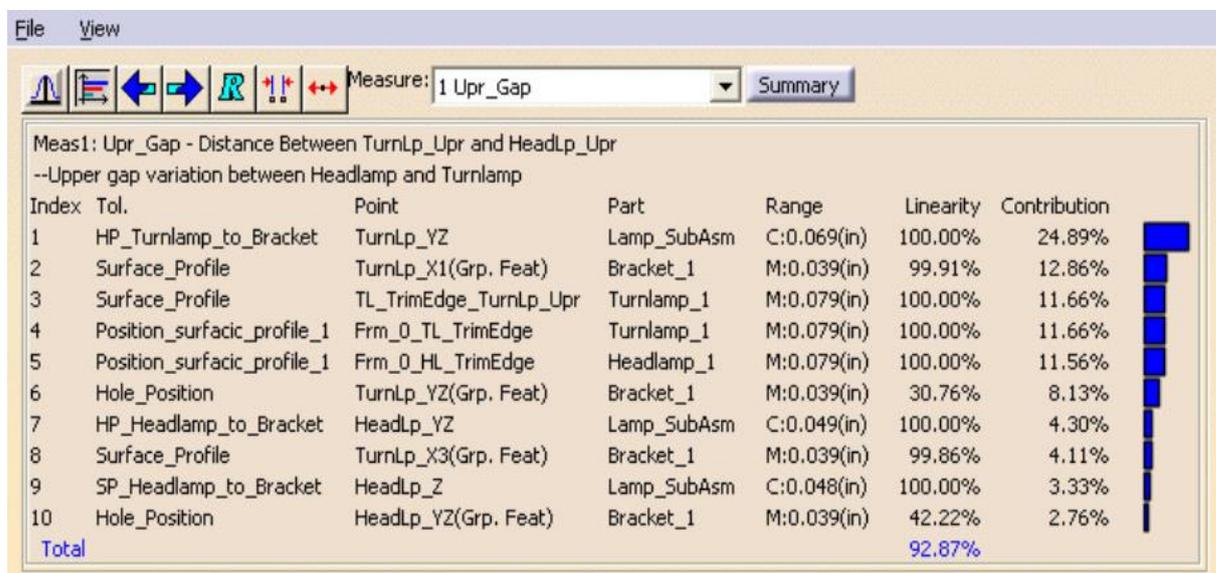 File View
R Measure: 1 Upr_Gap Summary
Meas1: Upr_Gap - Distance Between TurnLp_Upr and HeadLp_Upr
--Upper gap variation between Headlamp and Turnlamp
Index Tol. Point Part Range Linearity Contribution
1 HP_Turnlamp_to_Bracket TurnLp_YZ Lamp_SubAsm C:0.069(in) 100.00% 24.89%
2 Surface_Profile TurnLp_X1(Grp. Feat) Bracket_1 M:0.039(in) 99.91% 12.86%
3 Surface_Profile TL_TrimEdge_TurnLp_Upr Turnlamp_1 M:0.079(in) 100.00% 11.66%
4 Position_surfacic_profile_1 Frm_0_TL_TrimEdge Turnlamp_1 M:0.079(in) 100.00% 11.66%
5 Position_surfacic_profile_1 Frm_0_HL_TrimEdge Headlamp_1 M:0.079(in) 100.00% 11.56%
6 Hole_Position TurnLp_YZ(Grp. Feat) Bracket_1 M:0.039(in) 30.76% 8.13%
7 HP_Headlamp_to_Bracket HeadLp_YZ Lamp_SubAsm C:0.049(in) 100.00% 4.30%
8 Surface_Profile TurnLp_X3(Grp. Feat) Bracket_1 M:0.039(in) 99.86% 4.11%
9 SP_Headlamp_to_Bracket HeadLp_Z Lamp_SubAsm C:0.048(in) 100.00% 3.33%
10 Hole_Position HeadLp_YZ(Grp. Feat) Bracket_1 M:0.039(in) 42.22% 2.76%
Total 92.87%